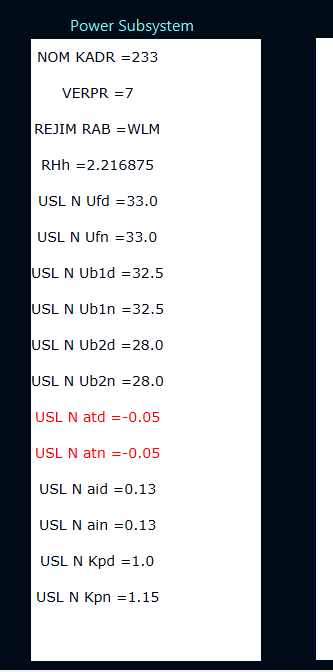 Power Subsystem
NOM KADR =233
VERPR =7
REJIM RAB =WLM
RHh =2.216875
USL N Ufd =33.0
USL N Ufn =33.0
USL N Ub1d =32.5
USL N Ub1n =32.5
USL N Ub2d =28.0
USL N Ub2n =28.0
USL N atd =-0.05
USL N atn =-0.05
USL N aid =0.13
USL N ain =0.13
USL N Kpd =1.0
USL N Kpn =1.15